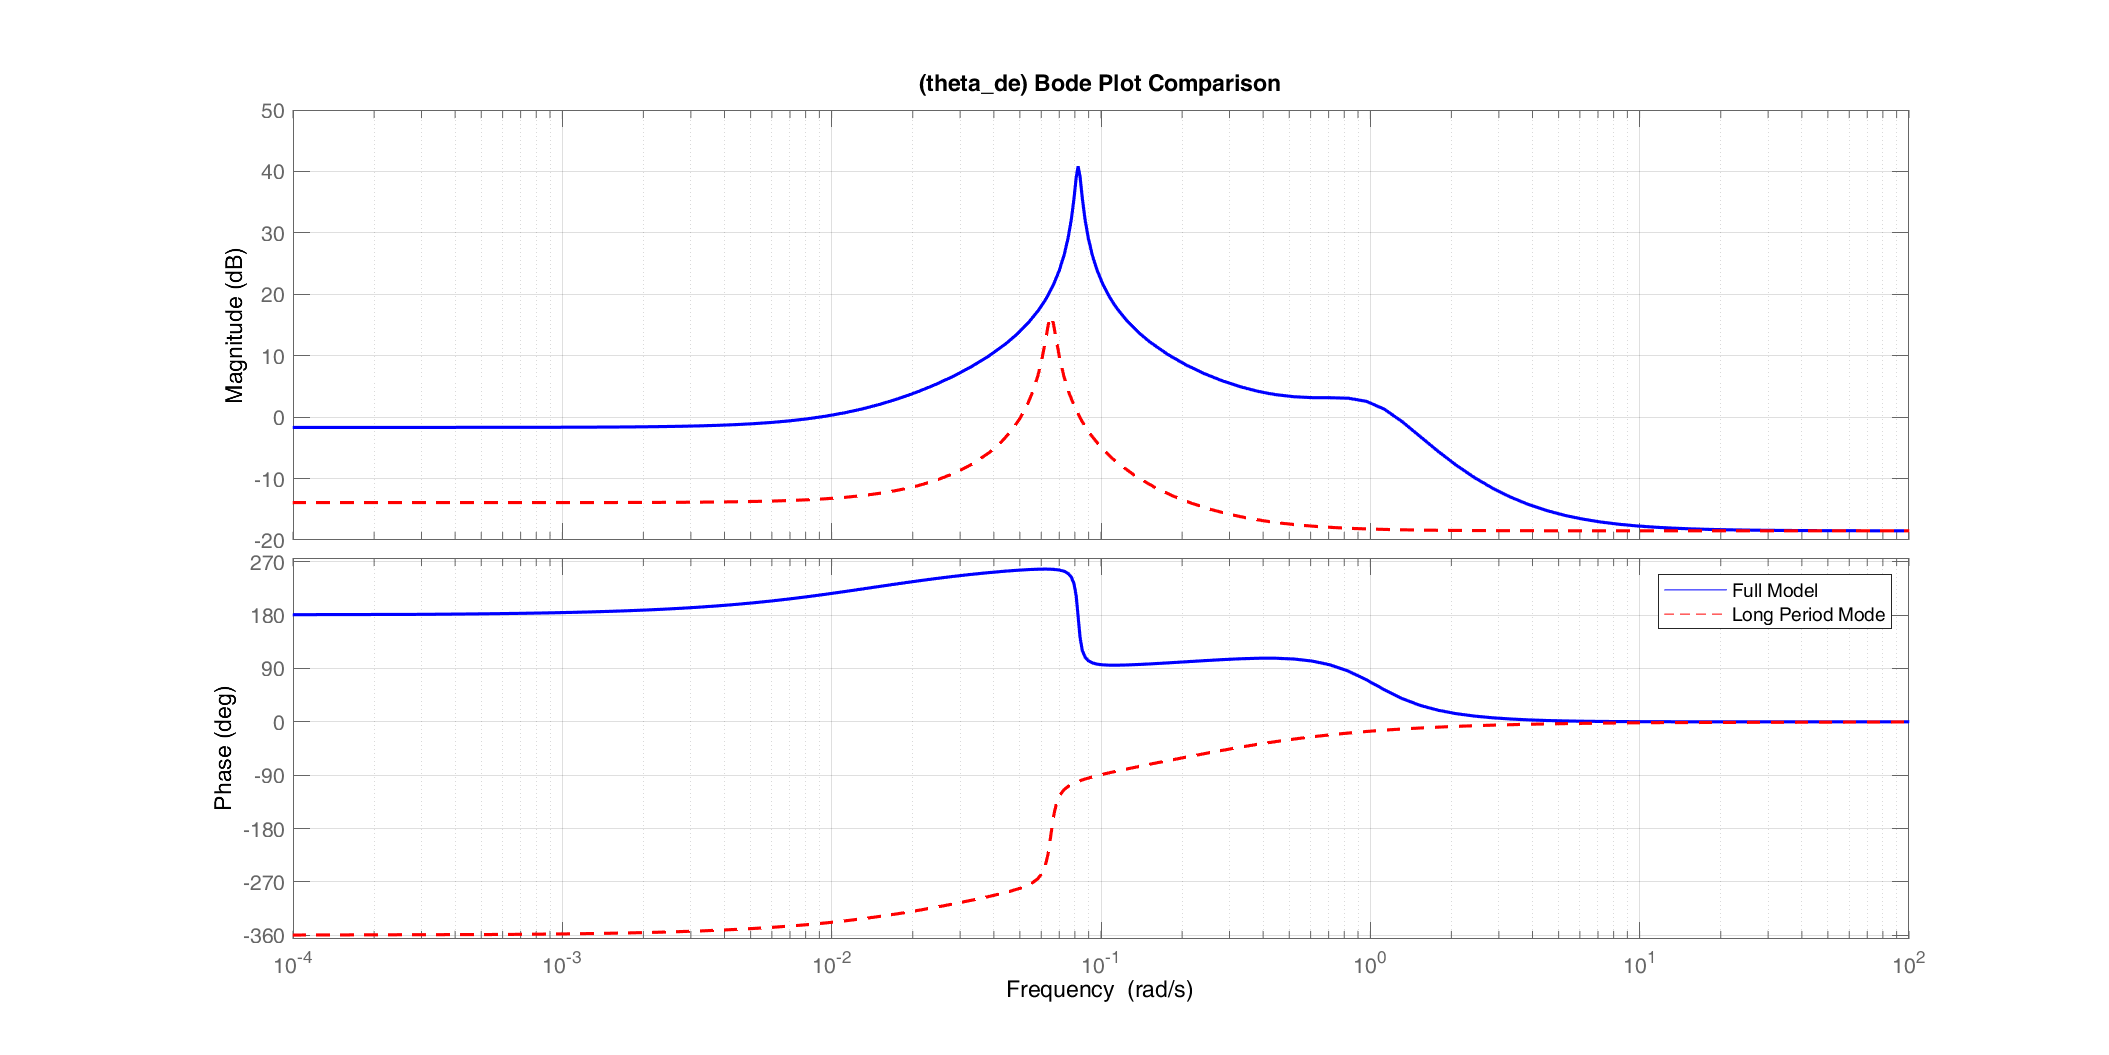 (theta_de) Bode Plot Comparison
Magnitude (dB)
50
40
30
20
10
0
-10
-20
Phase (deg)
270
180
90
0
-90
-180
-270
-360
Full Model
Long Period Mode
10^-4 10^-3 10^-2 10^-1 10^0 10^1 10^2
Frequency (rad/s)